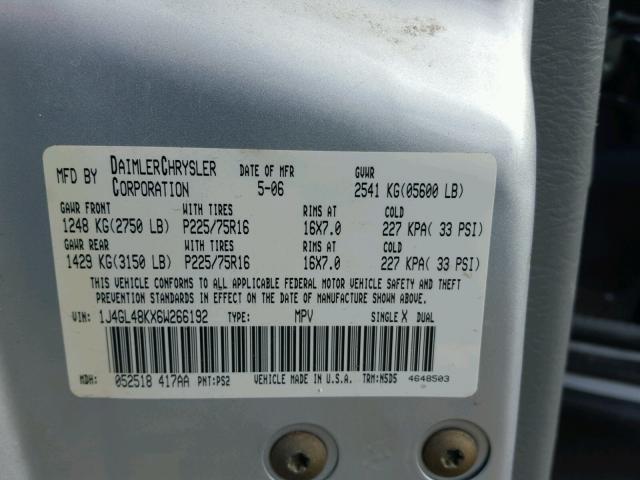 MFD BY DAIMLERCHRYSLER CORPORATION DATE OF MFR 5-06 GVWR 2541 KG(05600 LB)
GAWR FRONT WITH TIRES RIMS AT COLD
1248 KG(2750 LB) P225/75R16 16X7.0 227 KPA( 33 PSI)
GAWR REAR WITH TIRES RIMS AT COLD
1429 KG(3150 LB) P225/75R16 16X7.0 227 KPA( 33 PSI)
THIS VEHICLE CONFORMS TO ALL APPLICABLE FEDERAL MOTOR VEHICLE SAFETY AND THEFT
PREVENTION STANDARDS IN EFFECT ON THE DATE OF MANUFACTURE SHOWN ABOVE.
VIN: 1J4GL48KX6W266192 TYPE: MPV SINGLE X DUAL
MDH: 052518 417AA PNT:PS2 VEHICLE MADE IN U.S.A. TRM:N5D5 4648503